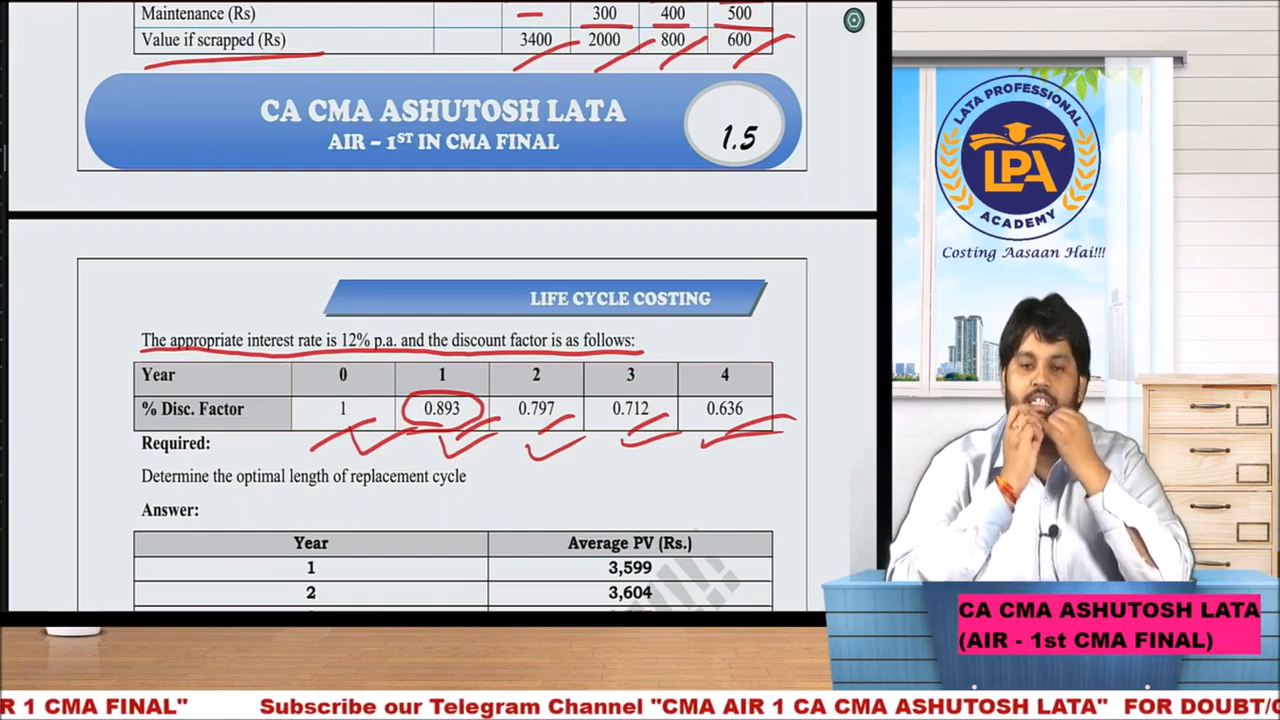 Maintenance (Rs) 300 400 500
Value if scrapped (Rs) 3400 2000 800 600
CA CMA ASHUTOSH LATA
AIR – 1ST IN CMA FINAL
1.5
LIFE CYCLE COSTING
The appropriate interest rate is 12% p.a. and the discount factor is as follows:
Year 0 1 2 3 4
% Disc. Factor 1 0.893 0.797 0.712 0.636
Required:
Determine the optimal length of replacement cycle
Answer:
Year Average PV (Rs.)
1 3,599
2 3,604
LATA PROFESSIONAL
LPA
ACADEMY
Costing Aasaan Hai!!!
CA CMA ASHUTOSH LATA
(AIR - 1st CMA FINAL)
R 1 CMA FINAL" Subscribe our Telegram Channel "CMA AIR 1 CA CMA ASHUTOSH LATA" FOR DOUBT/